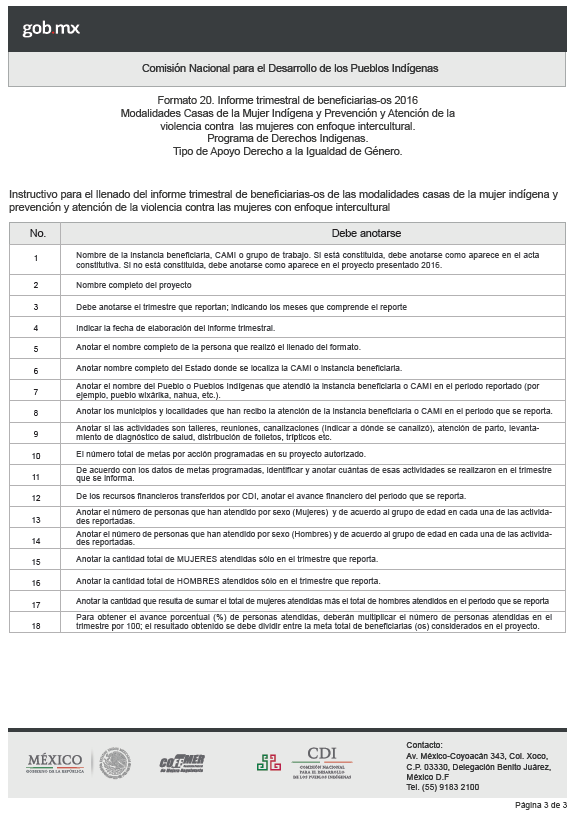 gob.mx
Comisión Nacional para el Desarrollo de los Pueblos Indígenas
Formato 20. Informe trimestral de beneficiarias-os 2016
Modalidades Casas de la Mujer Indígena y Prevención y Atención de la
violencia contra las mujeres con enfoque intercultural.
Programa de Derechos Indigenas.
Tipo de Apoyo Derecho a la Igualdad de Género.
Instructivo para el llenado del informe trimestral de beneficiarias-os de las modalidades casas de la mujer indígena y
prevención y atención de la violencia contra las mujeres con enfoque intercultural
No. Debe anotarse
1 Nombre de la instancia beneficiaria, CAMI o grupo de trabajo. Si está constituida, debe anotarse como aparece en el acta
constitutiva. Si no está constituida, debe anotarse como aparece en el proyecto presentado 2016.
2 Nombre completo del proyecto
3 Debe anotarse el trimestre que reportan; indicando los meses que comprende el reporte
4 Indicar la fecha de elaboración del informe trimestral.
5 Anotar el nombre completo de la persona que realizó el llenado del formato.
6 Anotar nombre completo del Estado donde se localiza la CAMI o instancia beneficiaria.
7 Anotar el nombre del Pueblo o Pueblos indígenas que atendió la instancia beneficiaria o CAMI en el periodo reportado (por
ejemplo, pueblo wixárika, nahua, etc.).
8 Anotar los municipios y localidades que han recibo la atención de la instancia beneficiaria o CAMI en el periodo que se reporta.
9 Anotar si las actividades son talleres, reuniones, canalizaciones (indicar a dónde se canalizó), atención de parto, levanta-
miento de diagnóstico de salud, distribución de folletos, trípticos etc.
10 El número total de metas por acción programadas en su proyecto autorizado.
11 De acuerdo con los datos de metas programadas, identificar y anotar cuántas de esas actividades se realizaron en el trimestre
que se informa.
12 De los recursos financieros transferidos por CDI, anotar el avance financiero del periodo que se reporta.
13 Anotar el número de personas que han atendido por sexo (Mujeres) y de acuerdo al grupo de edad en cada una de las activida-
des reportadas.
14 Anotar el número de personas que han atendido por sexo (Hombres) y de acuerdo al grupo de edad en cada una de las activida-
des reportadas.
15 Anotar la cantidad total de MUJERES atendidas sólo en el trimestre que reporta.
16 Anotar la cantidad total de HOMBRES atendidos sólo en el trimestre que reporta.
17 Anotar la cantidad que resulta de sumar el total de mujeres atendidas más el total de hombres atendidos en el periodo que se reporta
18 Para obtener el avance porcentual (%) de personas atendidas, deberán multiplicar el número de personas atendidas en el
trimestre por 100; el resultado obtenido se debe dividir entre la meta total de beneficiarias (os) considerados en el proyecto.
MÉXICO
GOBIERNO DE LA REPÚBLICA
COFEMER
CDI
COMISIÓN NACIONAL
PARA EL DESARROLLO
DE LOS PUEBLOS INDÍGENAS
Contacto:
Av. México-Coyoacán 343, Col. Xoco,
C.P. 03330, Delegación Benito Juárez,
México D.F
Tel. (55) 9183 2100
Página 3 de 3